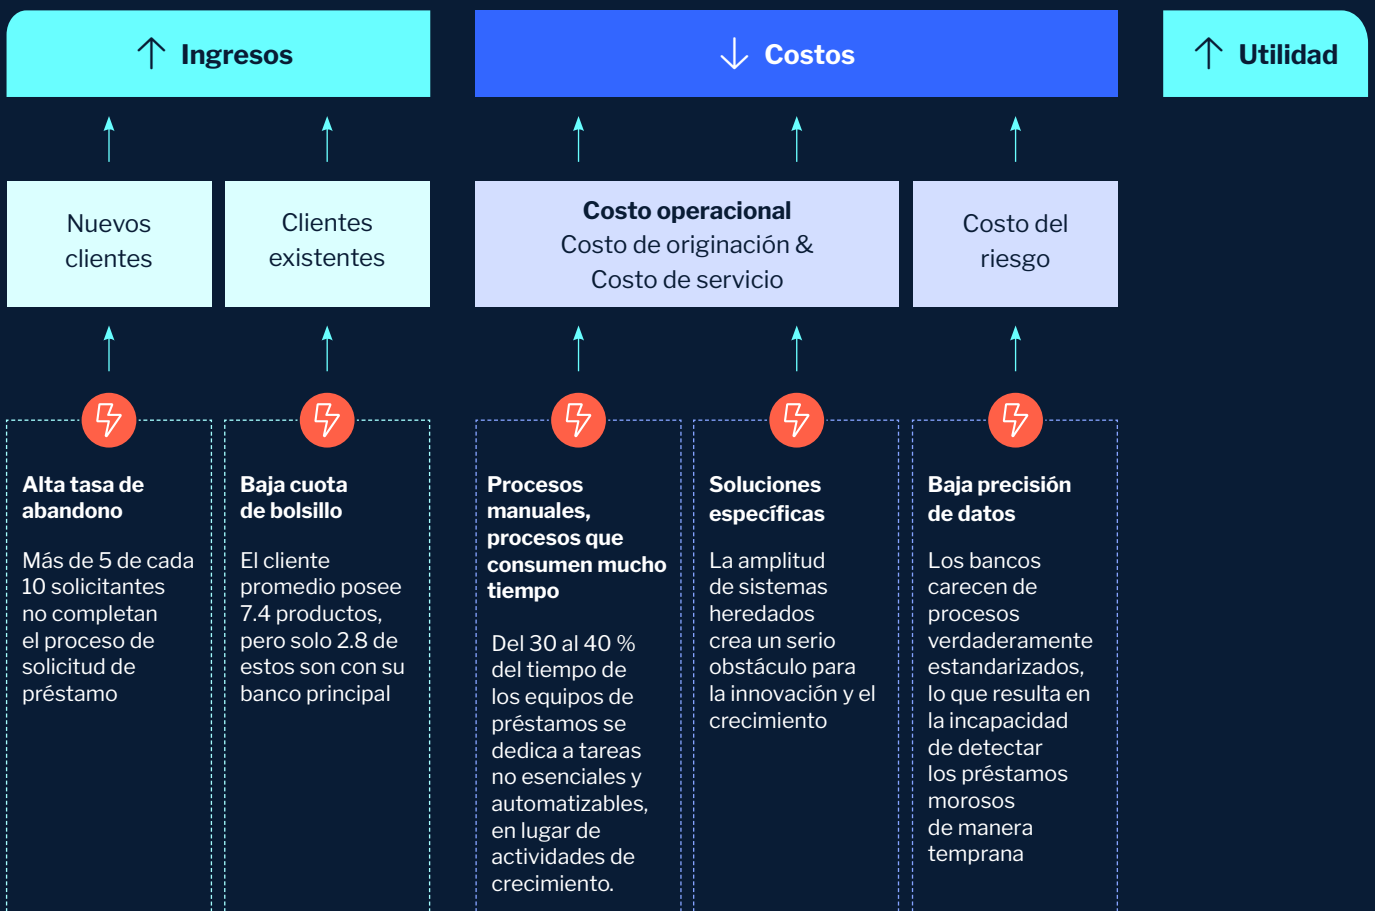 Ingresos
Costos
Utilidad
Nuevos
clientes
Clientes
existentes
Costo operacional
Costo de originación &
Costo de servicio
Costo del
riesgo
Alta tasa de
abandono
Más de 5 de cada
10 solicitantes
no completan
el proceso de
solicitud de
préstamo
Baja cuota
de bolsillo
El cliente
promedio posee
7.4 productos,
pero solo 2.8 de
estos son con su
banco principal
Procesos
manuales,
procesos que
consumen mucho
tiempo
Del 30 al 40 %
del tiempo de
los equipos de
préstamos se
dedica a tareas
no esenciales y
automatizables,
en lugar de
actividades de
crecimiento.
Soluciones
específicas
La amplitud
de sistemas
heredados
crea un serio
obstáculo para
la innovación y el
crecimiento
Baja precisión
de datos
Los bancos
carecen de
procesos
verdaderamente
estandarizados,
lo que resulta en
la incapacidad
de detectar
los préstamos
morosos
de manera
temprana